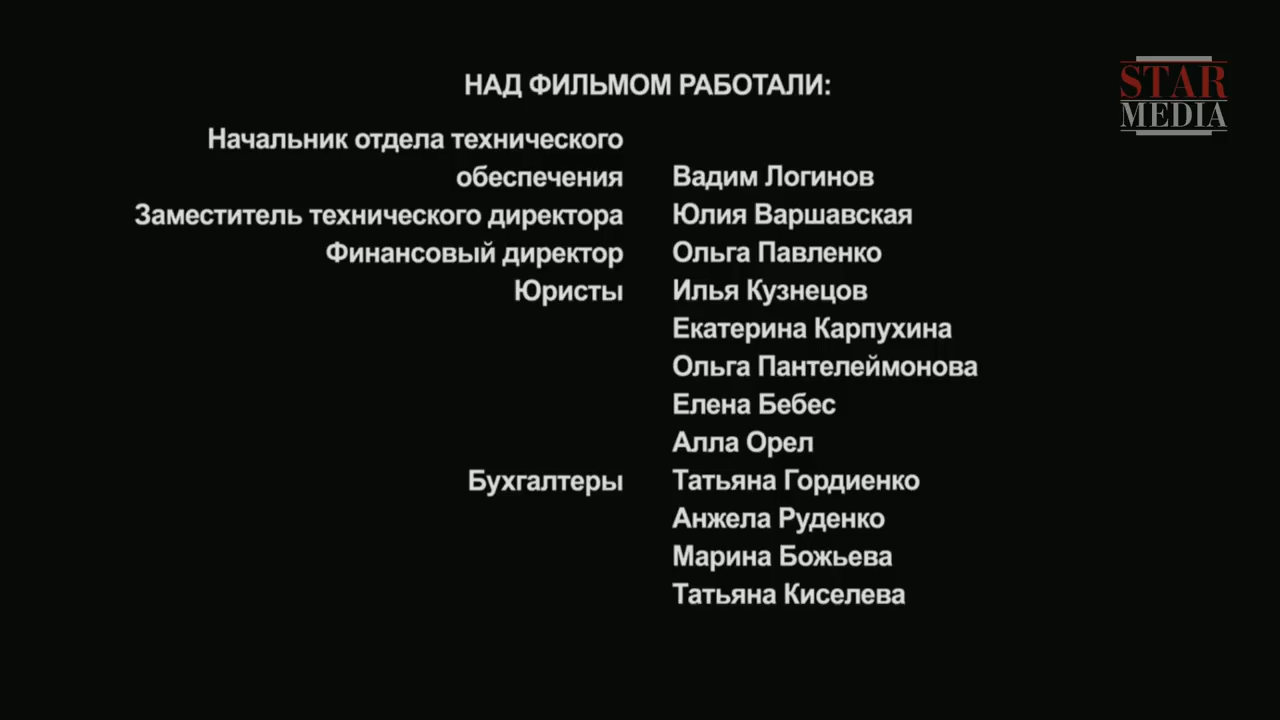 НАД ФИЛЬМОМ РАБОТАЛИ:
STAR
MEDIA
Начальник отдела технического
обеспечения Вадим Логинов
Заместитель технического директора Юлия Варшавская
Финансовый директор Ольга Павленко
Юристы Илья Кузнецов
Екатерина Карпухина
Ольга Пантелеймонова
Елена Бебес
Алла Орел
Бухгалтеры Татьяна Гордиенко
Анжела Руденко
Марина Божьева
Татьяна Киселева